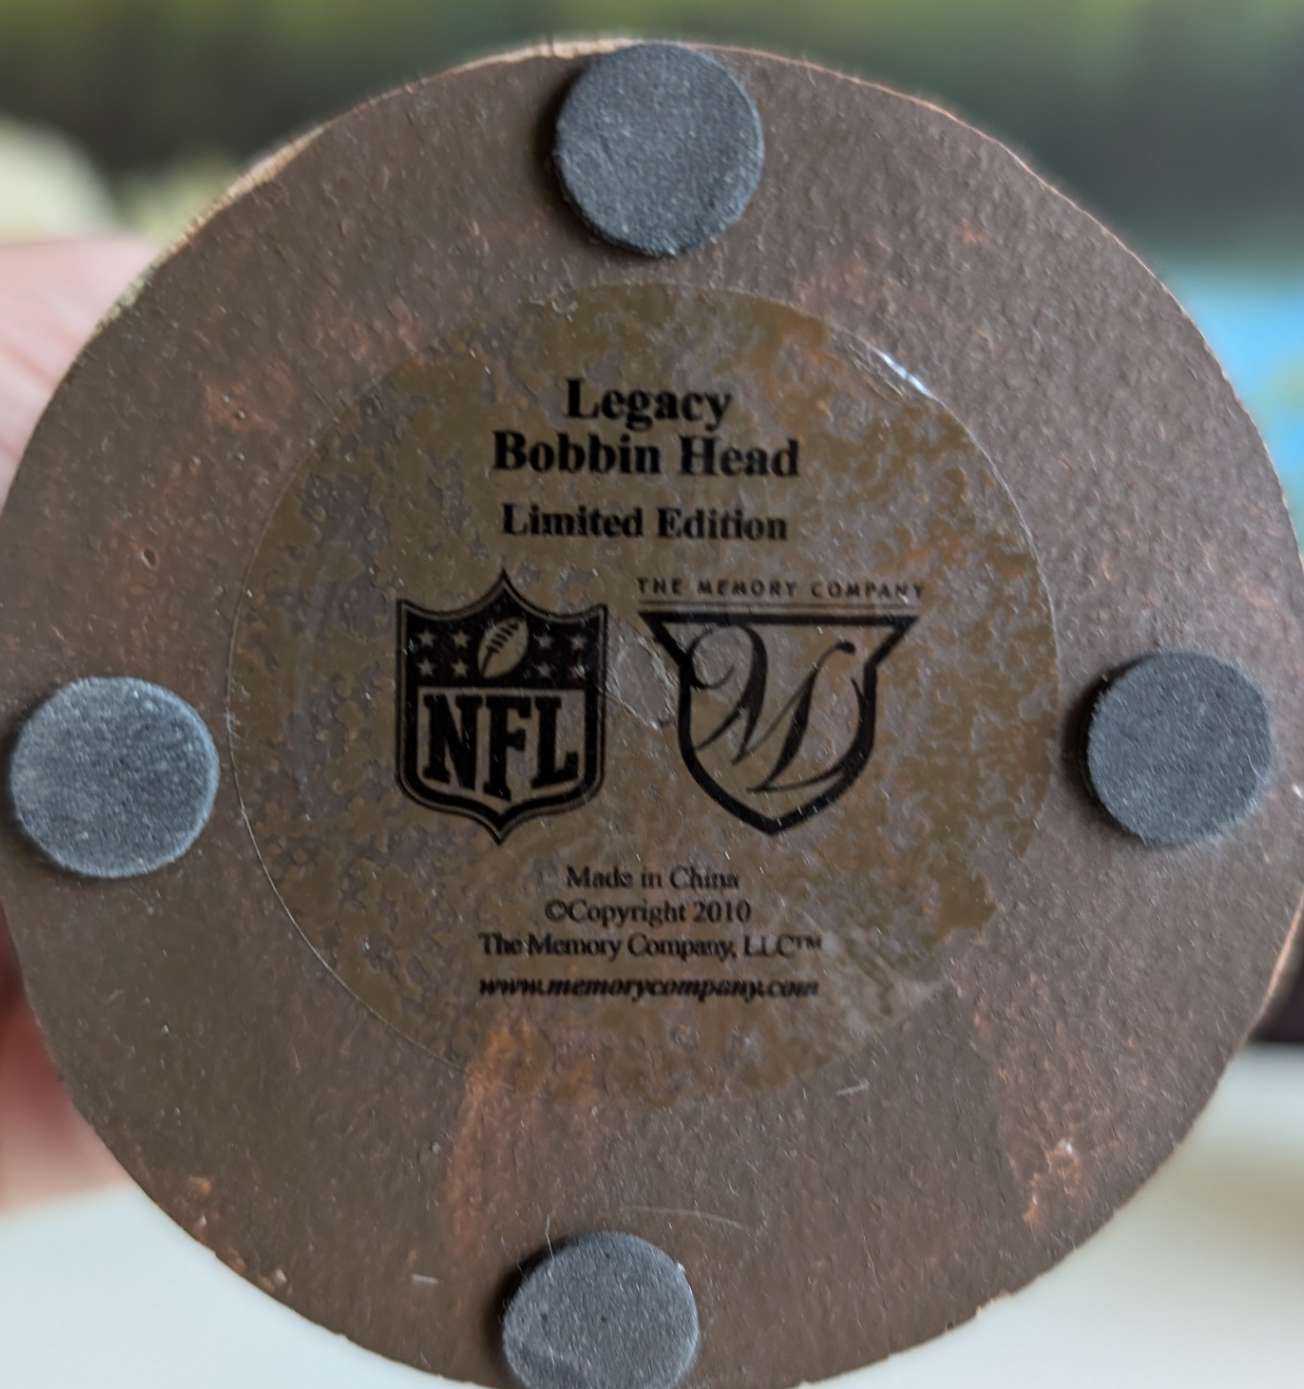 Legacy
Bobbin Head
Limited Edition
NFL
THE MEMORY COMPANY
M
Made in China
©Copyright 2010
The Memory Company, LLC™
www.memorycompany.com